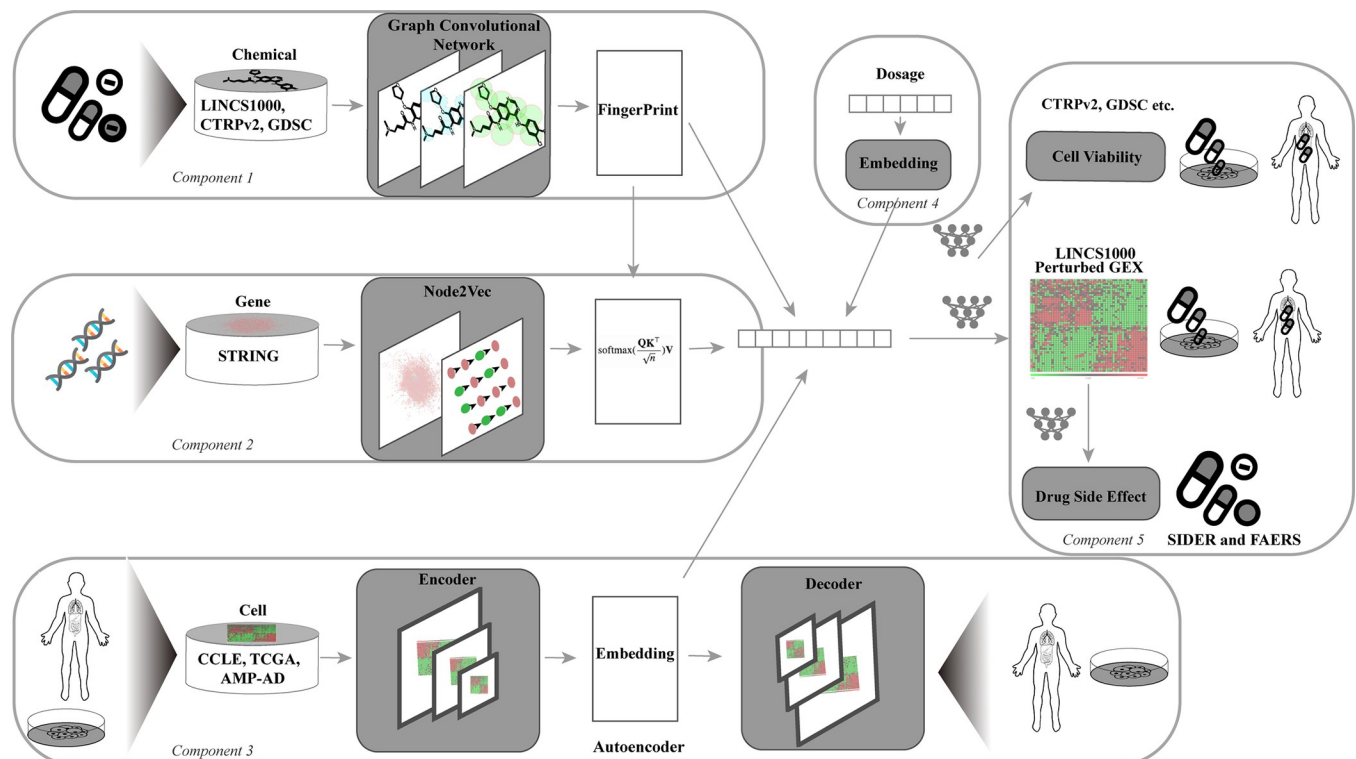 Graph Convolutional
Network
Chemical
LINCS1000,
CTRPv2, GDSC
FingerPrint
Component 1
Dosage
Embedding
Component 4
CTRPv2, GDSC etc.
Cell Viability
LINCS1000
Perturbed GEX
Drug Side Effect
Component 5
SIDER and FAERS
Gene
STRING
Node2Vec
softmax(QK^T/√n)V
Component 2
Cell
CCLE, TCGA,
AMP-AD
Encoder
Embedding
Autoencoder
Decoder
Component 3